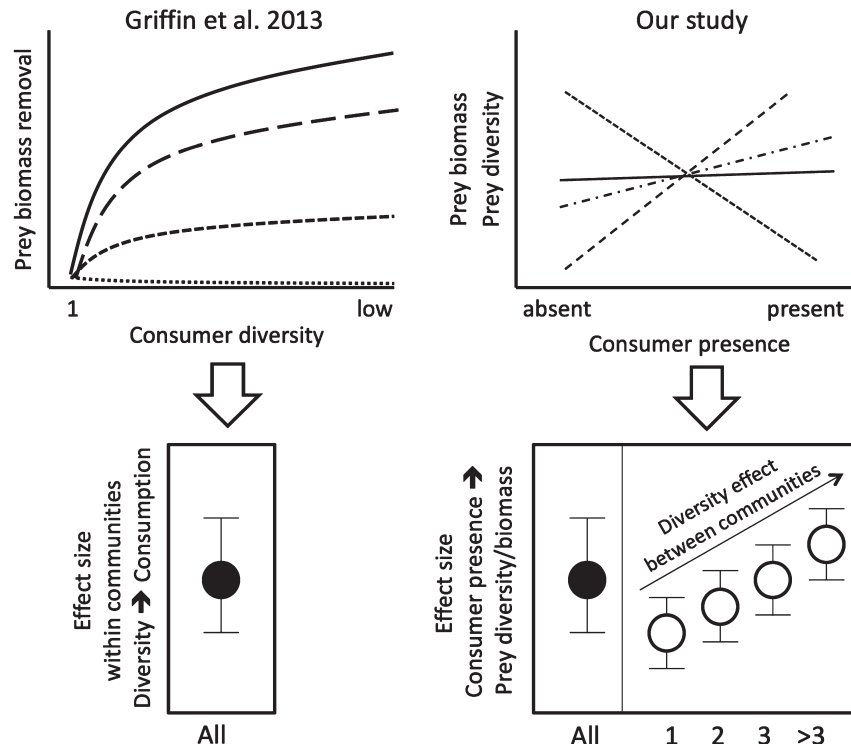 Griffin et al. 2013
Prey biomass removal
1
low
Consumer diversity
Effect size
within communities
Diversity ➔ Consumption
All
Our study
Prey biomass
Prey diversity
absent
present
Consumer presence
Effect size
Consumer presence ➔
Prey diversity/biomass
Diversity effect
between communities
All
1
2
3
>3